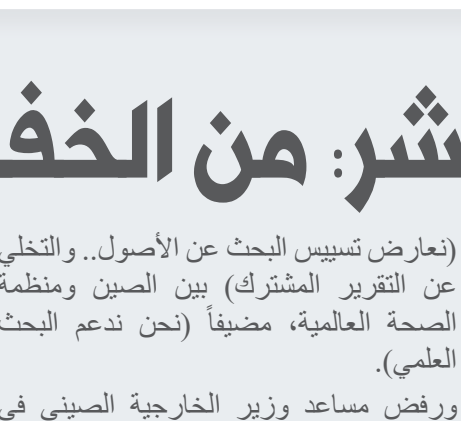 شر: من الخف
(نعارض تسييس البحث عن الأصول.. والتخلي
عن التقرير المشترك) بين الصين ومنظمة
الصحة العالمية، مضيفاً (نحن ندعم البحث
العلمي).
ورفض مساعد وزير الخارجية الصيني في